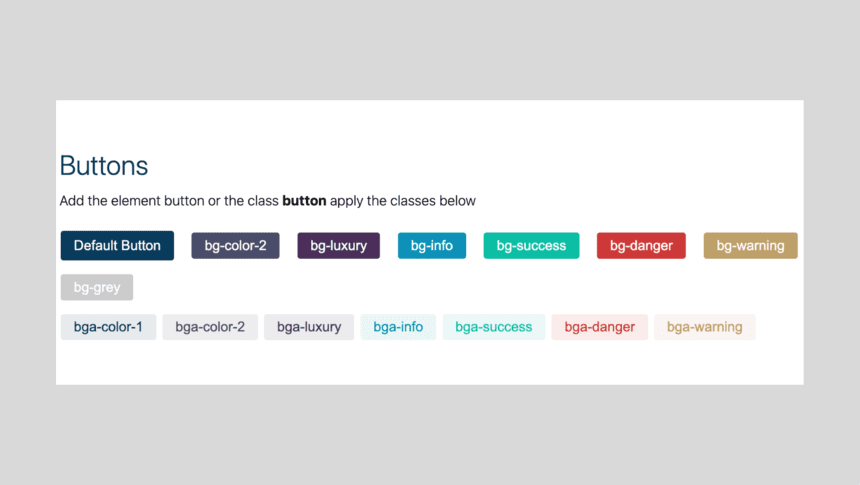 Buttons
Add the element button or the class button apply the classes below
Default Button bg-color-2 bg-luxury bg-info bg-success bg-danger bg-warning
bg-grey
bga-color-1 bga-color-2 bga-luxury bga-info bga-success bga-danger bga-warning